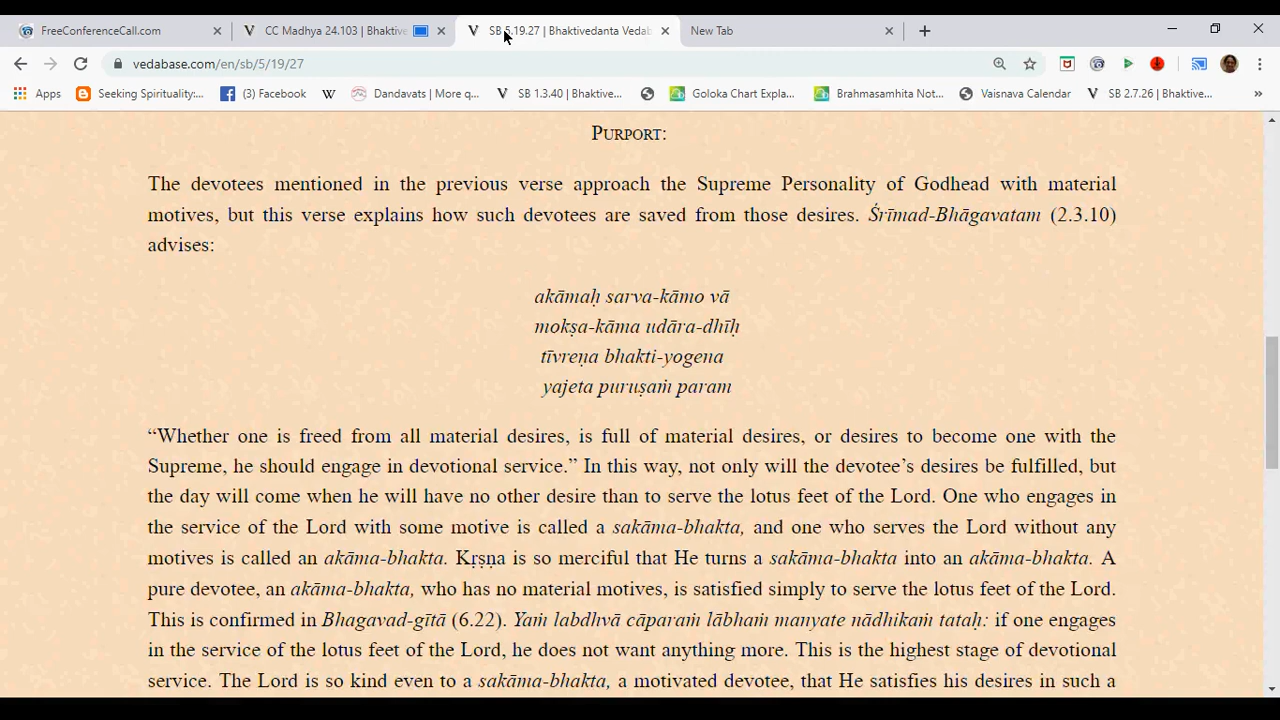 FreeConferenceCall.com
CC Madhya 24.103 | Bhaktive
SB 5.19.27 | Bhaktivedanta Vedab
New Tab
vedabase.com/en/sb/5/19/27
Apps
Seeking Spirituality:...
(3) Facebook
W
Dandavats | More q...
SB 1.3.40 | Bhaktive...
Goloka Chart Expla...
Brahmasamhita Not...
Vaisnava Calendar
SB 2.7.26 | Bhaktive...
»
PURPORT:
The devotees mentioned in the previous verse approach the Supreme Personality of Godhead with material
motives, but this verse explains how such devotees are saved from those desires. Śrīmad-Bhāgavatam (2.3.10)
advises:
akāmaḥ sarva-kāmo vā
mokṣa-kāma udāra-dhīḥ
tīvreṇa bhakti-yogena
yajeta puruṣaṁ param
“Whether one is freed from all material desires, is full of material desires, or desires to become one with the
Supreme, he should engage in devotional service.” In this way, not only will the devotee’s desires be fulfilled, but
the day will come when he will have no other desire than to serve the lotus feet of the Lord. One who engages in
the service of the Lord with some motive is called a sakāma-bhakta, and one who serves the Lord without any
motives is called an akāma-bhakta. Kṛṣṇa is so merciful that He turns a sakāma-bhakta into an akāma-bhakta. A
pure devotee, an akāma-bhakta, who has no material motives, is satisfied simply to serve the lotus feet of the Lord.
This is confirmed in Bhagavad-gītā (6.22). Yaṁ labdhvā cāparaṁ lābhaṁ manyate nādhikaṁ tataḥ: if one engages
in the service of the lotus feet of the Lord, he does not want anything more. This is the highest stage of devotional
service. The Lord is so kind even to a sakāma-bhakta, a motivated devotee, that He satisfies his desires in such a